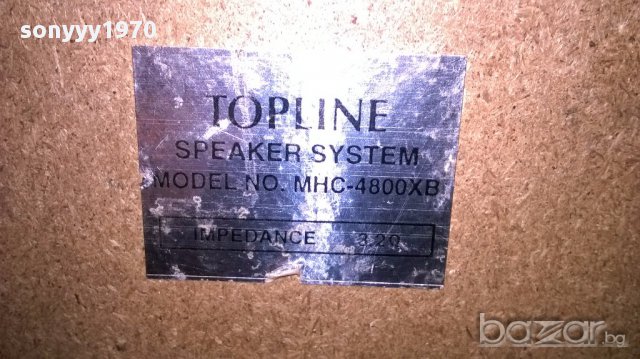 sonyyy1970
TOPLINE
SPEAKER SYSTEM
MODEL NO. MHC-4800XB
IMPEDANCE 3.2Ω
bazar.bg